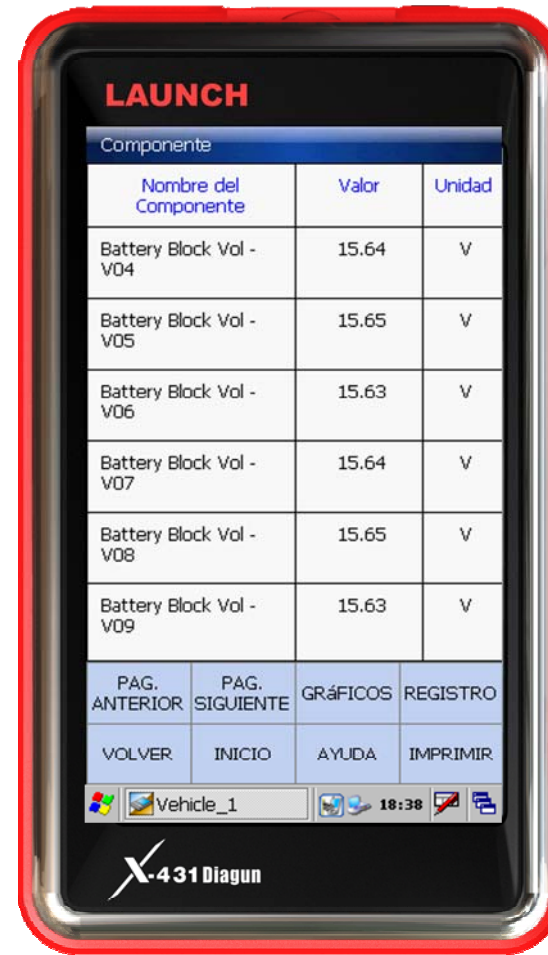 LAUNCH
Componente
Nombre del
Componente
Valor
Unidad
Battery Block Vol -
V04
15.64
V
Battery Block Vol -
V05
15.65
V
Battery Block Vol -
V06
15.63
V
Battery Block Vol -
V07
15.64
V
Battery Block Vol -
V08
15.65
V
Battery Block Vol -
V09
15.63
V
PAG.
ANTERIOR
PAG.
SIGUIENTE
GRáFICOS
REGISTRO
VOLVER
INICIO
AYUDA
IMPRIMIR
Vehicle_1
18:38
X-431 Diagun